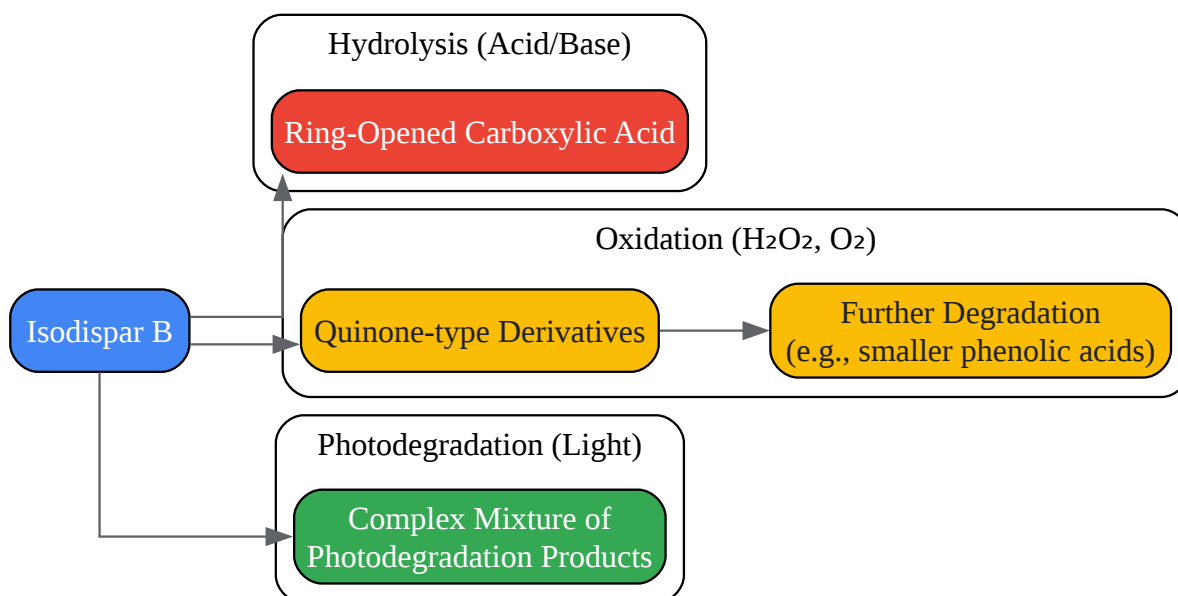 Hydrolysis (Acid/Base)
Ring-Opened Carboxylic Acid
Oxidation (H₂O₂, O₂)
Isodispar B
Quinone-type Derivatives
Further Degradation
(e.g., smaller phenolic acids)
Photodegradation (Light)
Complex Mixture of
Photodegradation Products